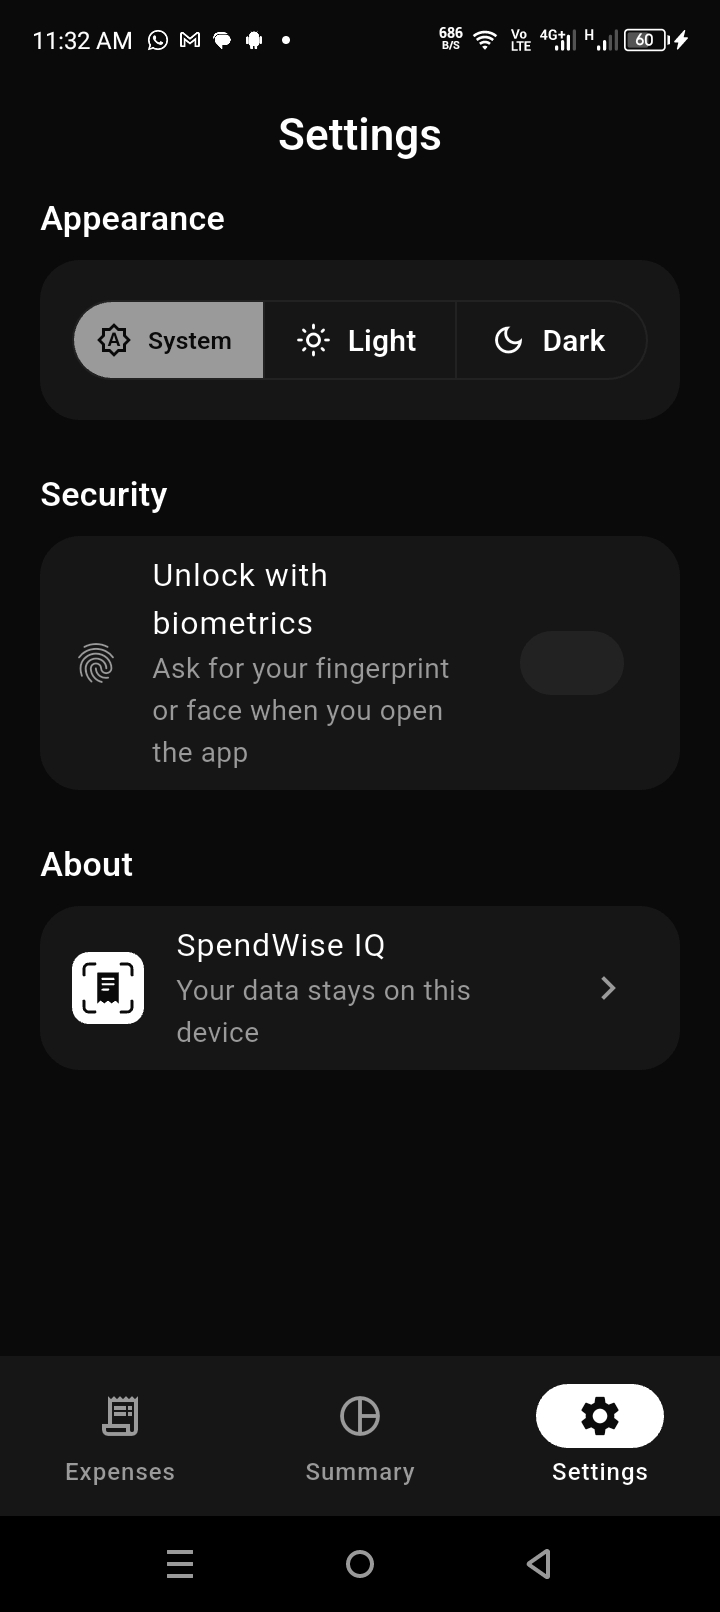 11:32 AM
686 B/S Vo LTE 4G+ H 60
Settings
Appearance
System Light Dark
Security
Unlock with
biometrics
Ask for your fingerprint
or face when you open
the app
About
SpendWise IQ
Your data stays on this
device
Expenses Summary Settings